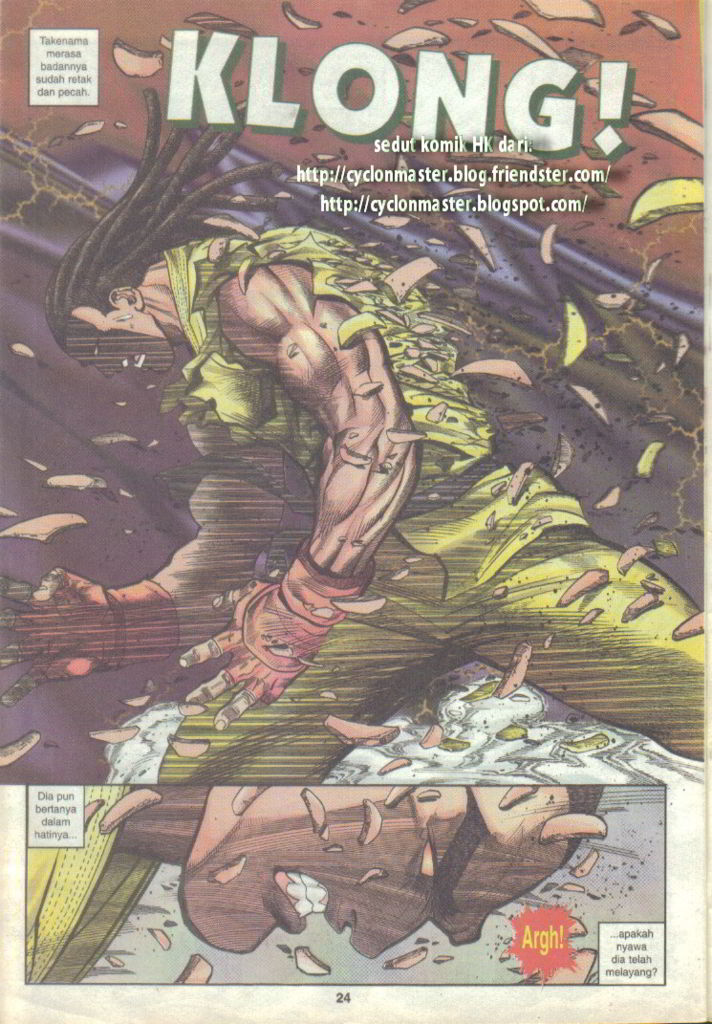 Takenama
merasa
badannya
sudah retak
dan pecah.
KLONG!
sedut komik HK dari:
http://cyclonmaster.blog.friendster.com/
http://cyclonmaster.blogspot.com/
Dia pun
bertanya
dalam
hatinya...
Argh!
...apakah
nyawa
dia telah
melayang?
24